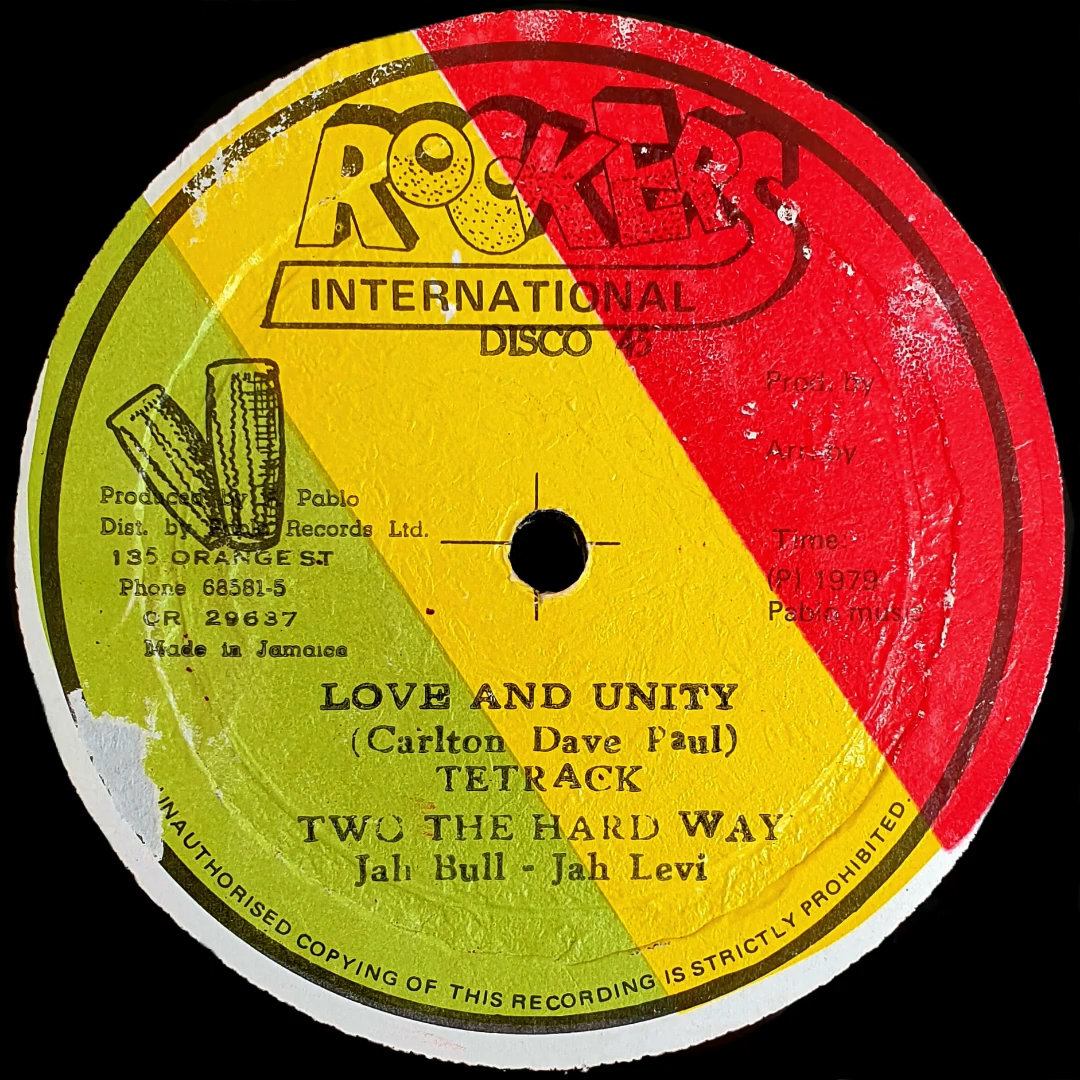 ROCKERS
INTERNATIONAL
DISCO 45
Prod. by
Arr. by
Time:
(P) 1979
Pablo music
Produced by A. Pablo
Dist. by Records Ltd.
135 ORANGE ST.
Phone 68581-5
CR 29637
Made in Jamaica
LOVE AND UNITY
(Carlton Dave Paul)
TETRACK
TWO THE HARD WAY
Jah Bull - Jah Levi
UNAUTHORISED COPYING OF THIS RECORDING IS STRICTLY PROHIBITED.